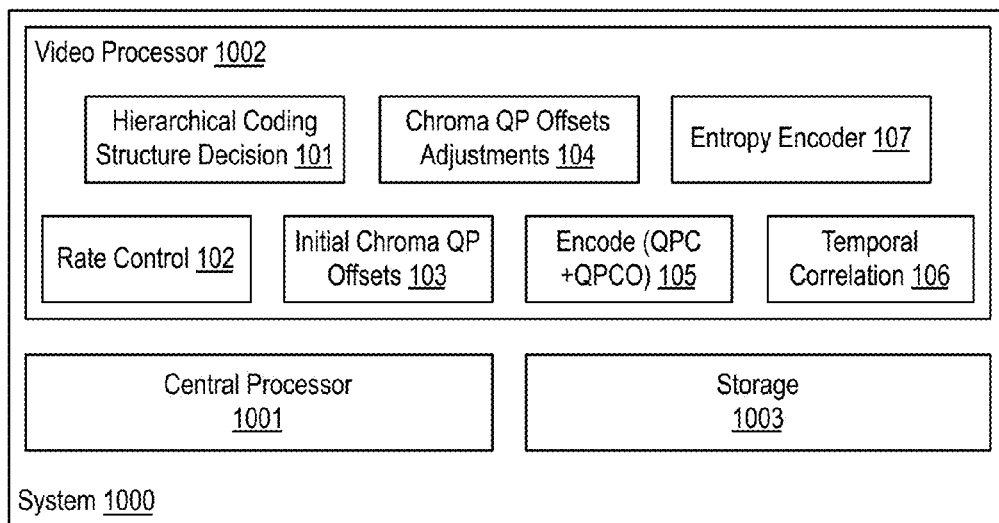 Video Processor 1002
Hierarchical Coding
Structure Decision 101
Chroma QP Offsets
Adjustments 104
Entropy Encoder 107
Rate Control 102
Initial Chroma QP
Offsets 103
Encode (QPC
+QPCO) 105
Temporal
Correlation 106
Central Processor
1001
Storage
1003
System 1000